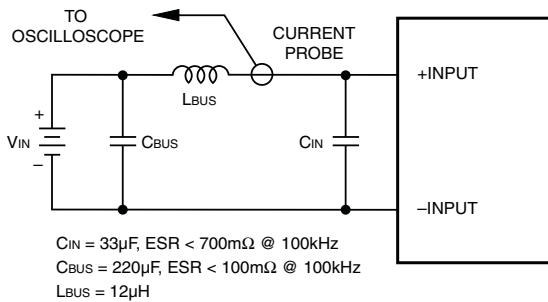 TO
OSCILLOSCOPE
CURRENT
PROBE
+INPUT
LBUS
+
VIN
–
CBUS
CIN
–INPUT
CIN = 33µF, ESR < 700mΩ @ 100kHz
CBUS = 220µF, ESR < 100mΩ @ 100kHz
LBUS = 12µH